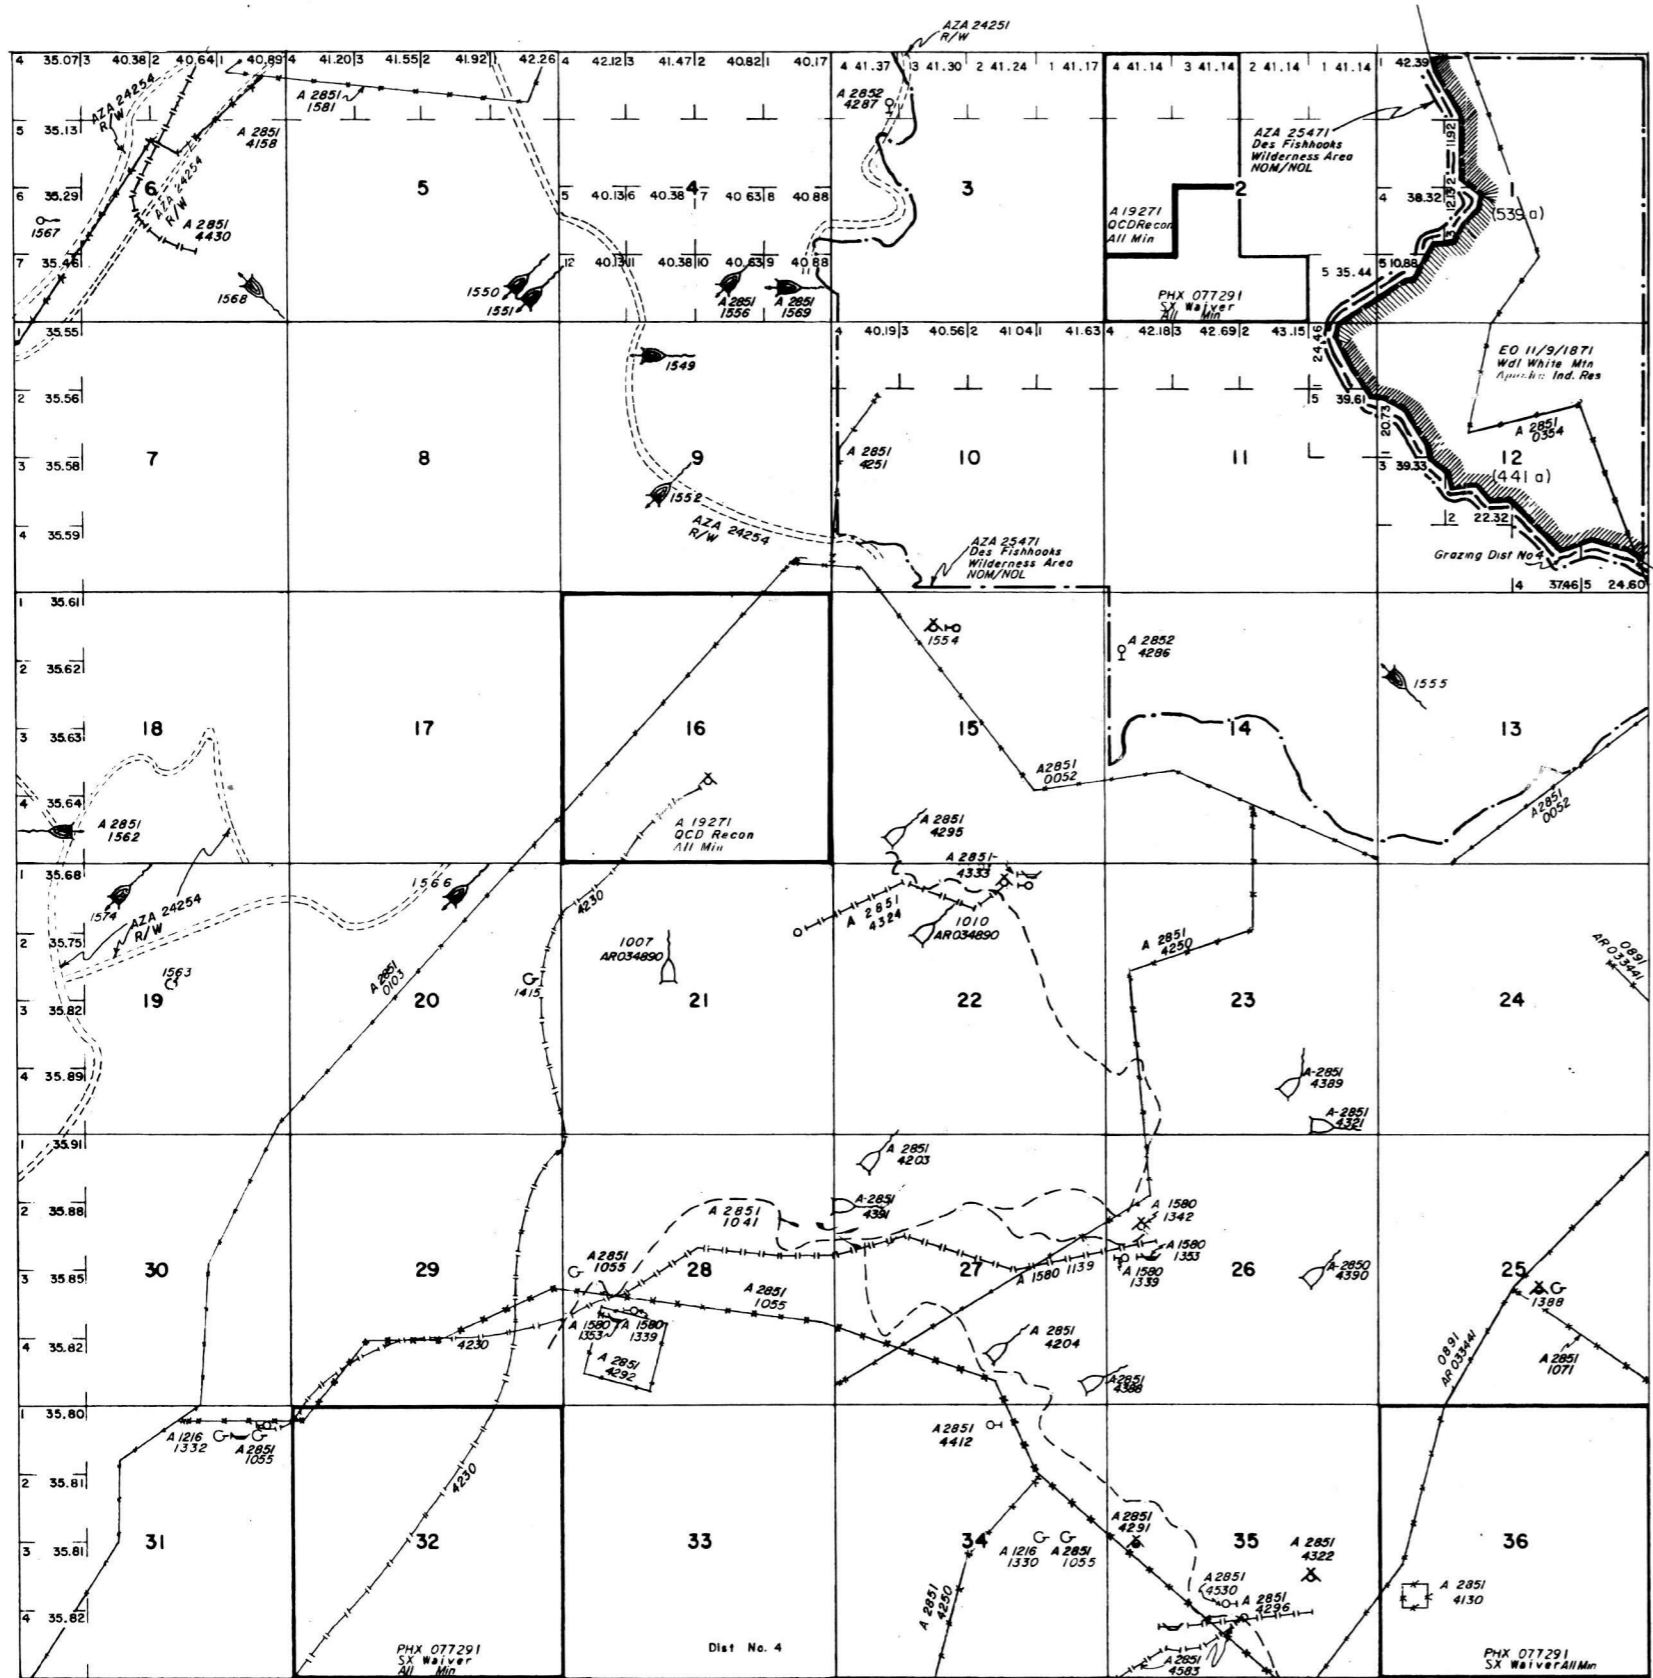 AZA 24251
R/W
4 35.07 3 40.38 2 40.64 1 40.89 4 41.20 3 41.55 2 41.92 1 42.26 4 42.12 3 41.47 2 40.82 1 40.17 4 41.37 3 41.30 2 41.24 1 41.17 4 41.14 3 41.14 2 41.14 1 41.14 1 42.39
AZA 24254
R/W
A 2851
1581
A 2852
4287
5 35.13
A 2851
4158
AZA 25471
Des Fishhooks
Wilderness Area
NOM/NOL
11.92
6 35.29
6
5
5 40.13 6 40.38 7 40.63 8 40.88
4
3
2
4 38.32
12.13 2
1
(539 a)
1567
AZA 24254
R/W
A 2851
4430
A 19271
QCD Recon
All Min
3
7 35.46
12 40.13 11 40.38 10 40.63 9 40.88
5 35.44
5 10.88
1568
1550
1551
A 2851
1556
A 2851
1569
PHX 077291
SX Waiver
All Min
1 35.55
4 40.19 3 40.56 2 41.04 1 41.63 4 42.18 3 42.69 2 43.15
24.46
1549
EO 11/9/1871
Wdl White Mtn
Apache Ind. Res
2 35.56
5 39.61
20.73
A 2851
0354
3 35.58
7
8
9
A 2851
4251
10
11
3 39.33
12
(441 a)
1552
4 35.59
AZA 24254
R/W
2 22.32
AZA 25471
Des Fishhooks
Wilderness Area
NOM/NOL
Grazing Dist No 4
4 37.46 5 24.60
1 35.61
1554
A 2852
4286
2 35.62
1555
3 35.63
18
17
16
15
14
13
A 2851
0052
4 35.64
A 2851
0052
A 2851
1562
A 19271
QCD Recon
All Min
A 2851
4295
1 35.68
A 2851
4333
1574
1566
4230
AZA 24254
R/W
A 2851
4324
1010
AR034890
2 35.75
1007
AR034890
A 2851
4250
0891
AR033441
1563
A 2851
0103
1415
3 35.82
19
20
21
22
23
24
4 35.89
A-2851
4389
A-2851
4321
1 35.91
A 2851
4203
2 35.88
A 2851
1041
A-2851
4391
A 1580
1342
3 35.85
30
29
A 2851
1055
28
27
A 1580 1139
A 1580
1353
A 1580
1339
26
A-2850
4390
25
1388
A 2851
1055
4 35.82
4230
A 1580
1353
A 1580
1339
A 2851
4204
0891
AR 033441
A 2851
1071
A 2851
4292
A 2851
4388
1 35.80
A 1216
1332
A 2851
1055
A 2851
4412
2 35.81
4230
3 35.81
31
32
33
34
A 1216
1330
A 2851
1055
A 2851
4291
35
A 2851
4322
36
A 2851
4250
A 2851
4530
A 2851
4296
A 2851
4130
4 35.82
PHX 077291
SX Waiver
All Min
Dist No. 4
A 2851
4583
PHX 077291
SX Waiver All Min